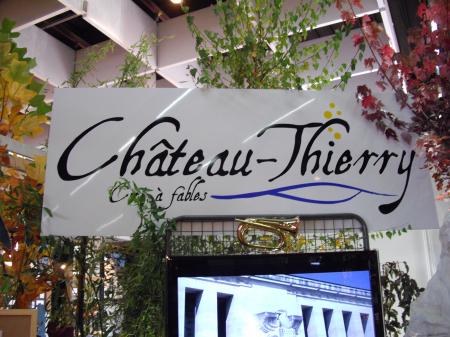 Château-Thierry
à fables